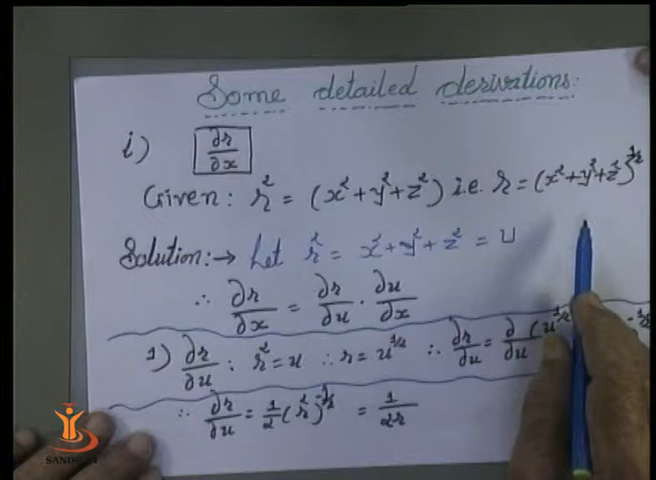 Some detailed derivations:
i) ∂r/∂x
Given: r² = (x² + y² + z²) i.e. r = (x² + y² + z²)^1/2
Solution:→ Let r² = x² + y² + z² = u
∴ ∂r/∂x = ∂r/∂u · ∂u/∂x
1) ∂r/∂u : r² = u ∴ r = u^1/2 ∴ ∂r/∂u = ∂/∂u (u^1/2
∴ ∂r/∂u = 1/2 (r²)^-1/2 = 1/2r
SANDHAN